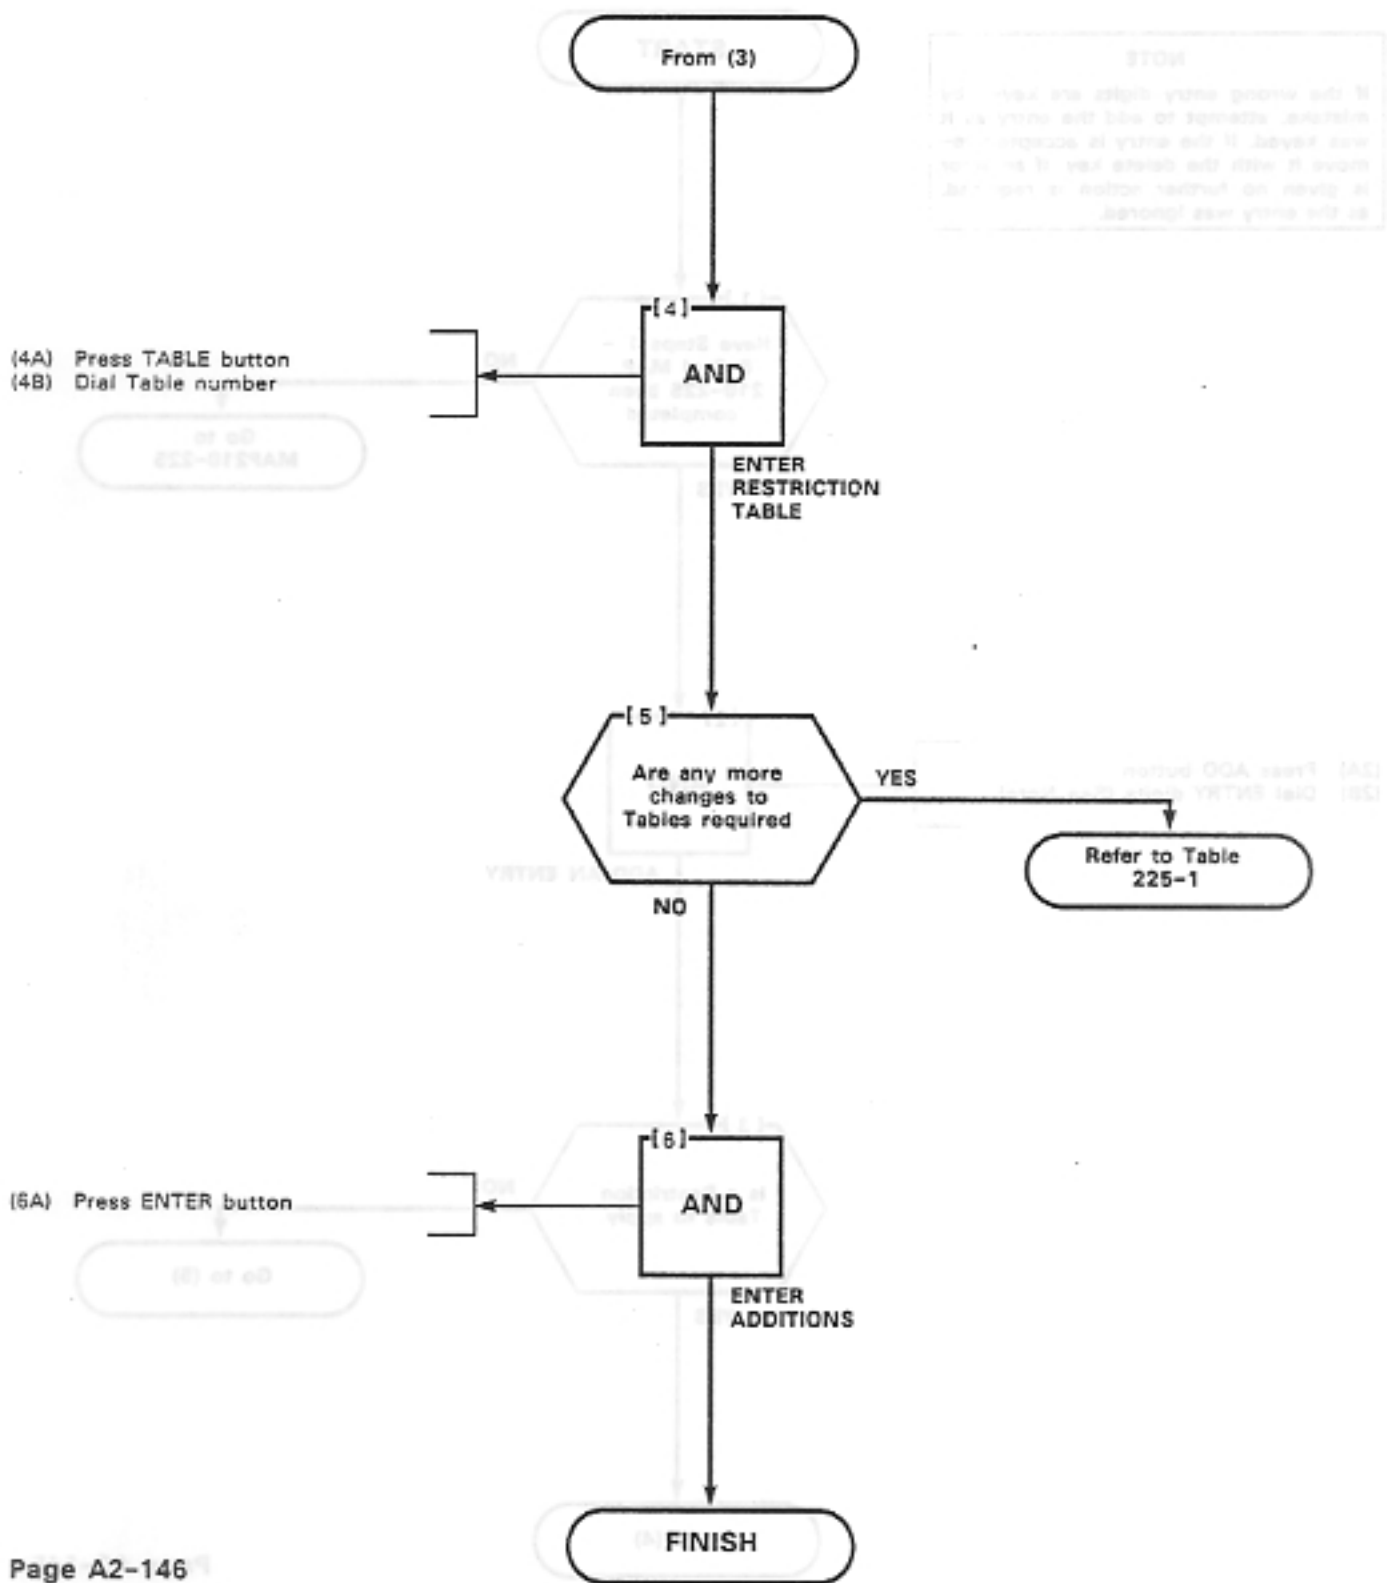 From (3)
[4]
(4A) Press TABLE button
(4B) Dial Table number
AND
ENTER
RESTRICTION
TABLE
[5]
Are any more
changes to
Tables required
YES
Refer to Table
225-1
NO
[6]
(6A) Press ENTER button
AND
ENTER
ADDITIONS
FINISH
Page A2-146